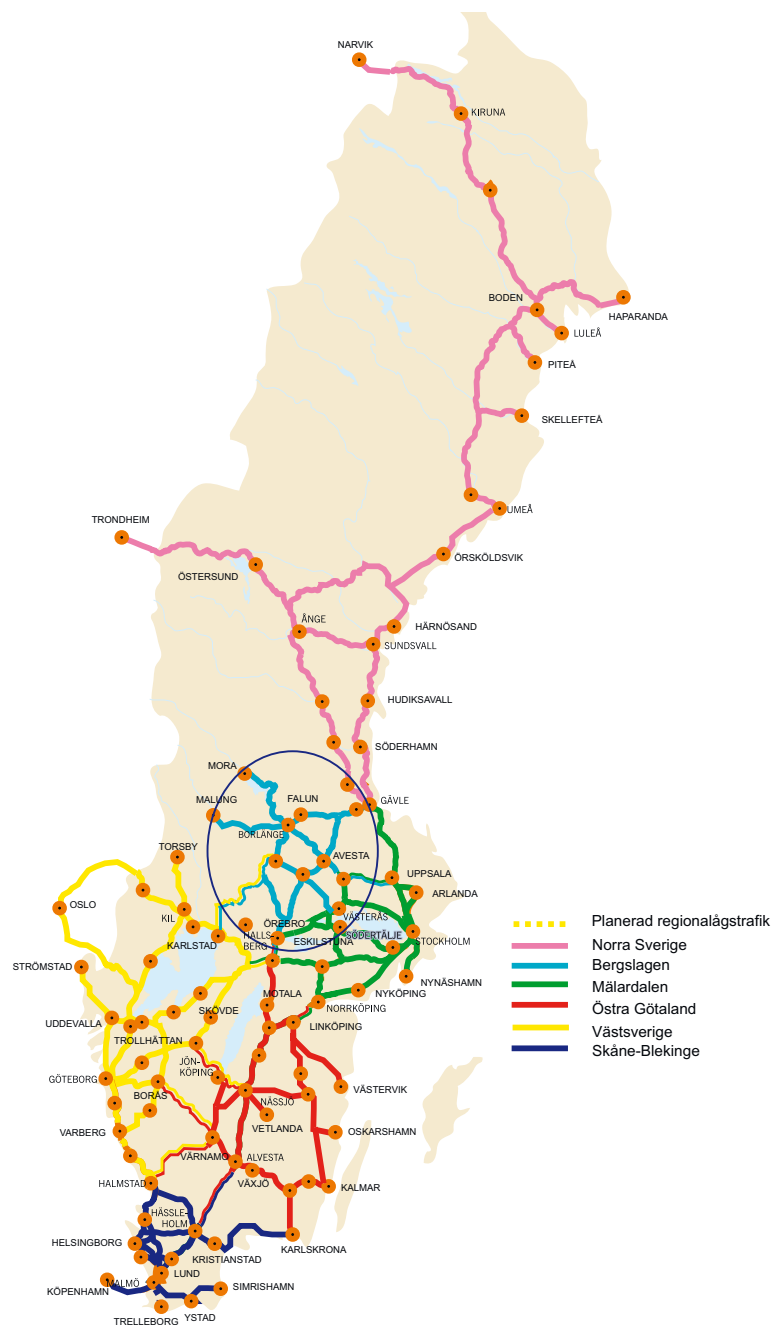 NARVIK
KIRUNA
BODEN
HAPARANDA
LULEÅ
PITEÅ
SKELLEFTEÅ
UMEÅ
TRONDHEIM
ÖRSKÖLDSVIK
ÖSTERSUND
ÅNGE
HÄRNÖSAND
SUNDSVALL
HUDIKSAVALL
SÖDERHAMN
MORA
MALUNG
FALUN
GÄVLE
BORLÄNGE
TORSBY
AVESTA
UPPSALA
ARLANDA
OSLO
KIL
KARLSTAD
ÖREBRO
VÄSTERÅS
HALLS-
BERG
ESKILSTUNA
SÖDERTÄLJE
STOCKHOLM
STRÖMSTAD
NYNÄSHAMN
NYKÖPING
MOTALA
NORRKÖPING
SKÖVDE
UDDEVALLA
LINKÖPING
TROLLHÄTTAN
JÖN-
KÖPING
GÖTEBORG
BORÅS
NÄSSJÖ
VÄSTERVIK
VETLANDA
VARBERG
OSKARSHAMN
VÄRNAMO
ALVESTA
VÄXJÖ
HALMSTAD
KALMAR
HÄSSLE-
HOLM
HELSINGBORG
KARLSKRONA
KRISTIANSTAD
LUND
MALMÖ
KÖPENHAMN
SIMRISHAMN
YSTAD
TRELLEBORG
Planerad regionalågstrafik
Norra Sverige
Bergslagen
Mälardalen
Östra Götaland
Västsverige
Skåne-Blekinge